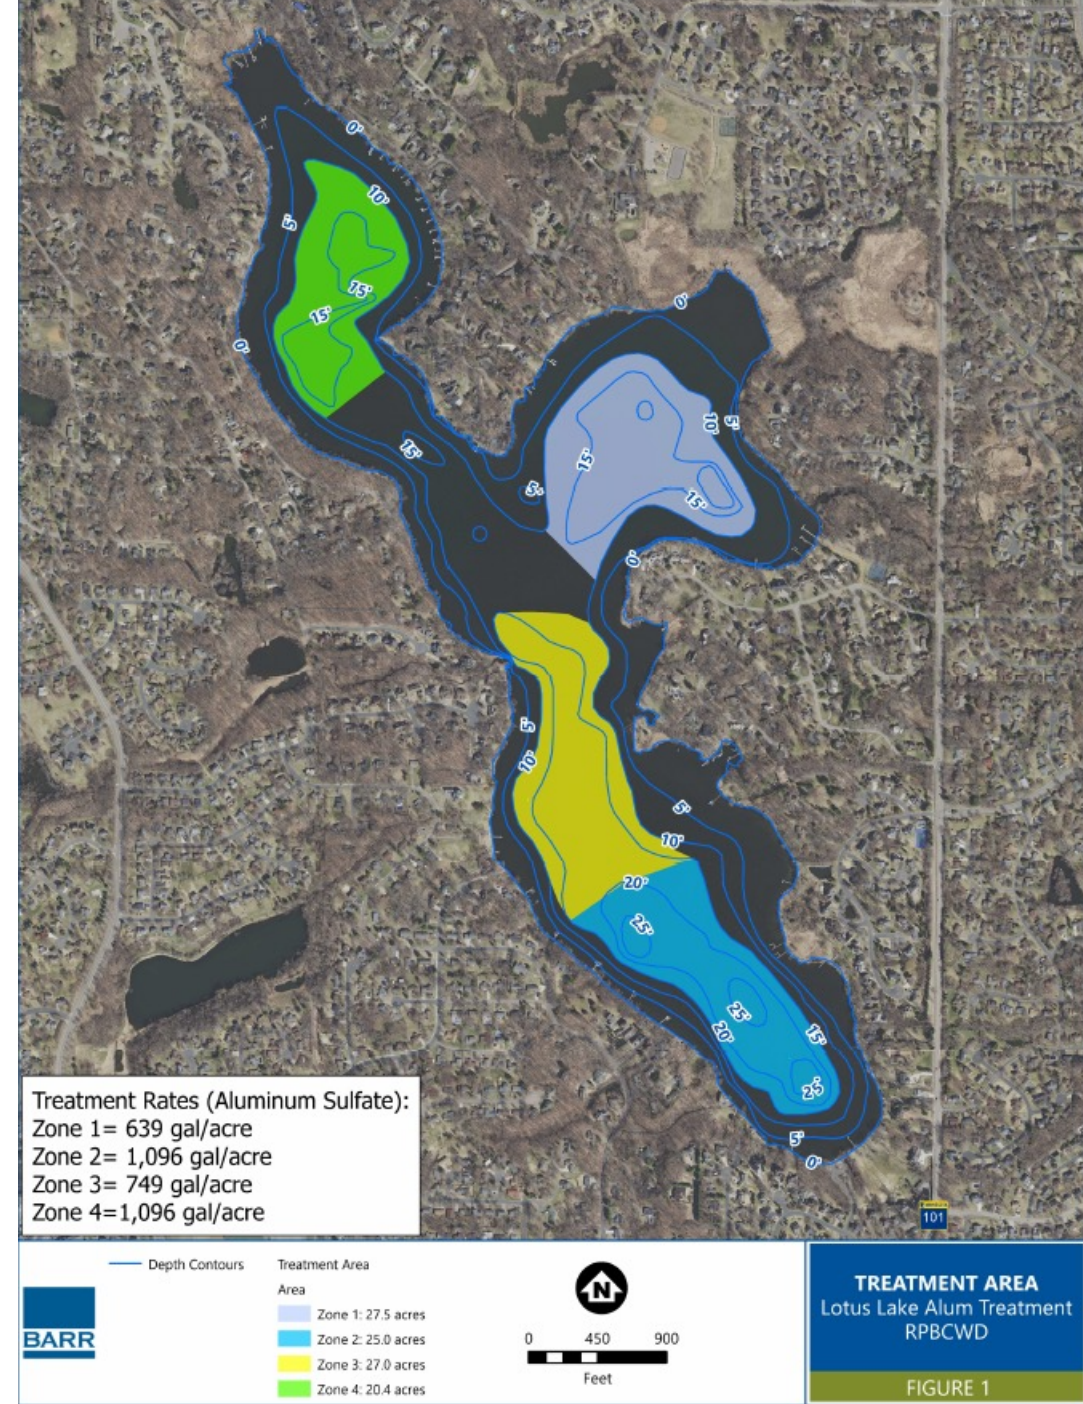 0'
10'
5'
15'
15'
0'
0'
15'
10'
5'
15'
5'
15'
0'
5'
10'
5'
10'
20'
25'
25'
20'
15'
25'
5'
0'
Treatment Rates (Aluminum Sulfate):
Zone 1= 639 gal/acre
Zone 2= 1,096 gal/acre
Zone 3= 749 gal/acre
Zone 4=1,096 gal/acre
101
Depth Contours
Treatment Area
Area
Zone 1: 27.5 acres
Zone 2: 25.0 acres
Zone 3: 27.0 acres
Zone 4: 20.4 acres
BARR
N
0 450 900
Feet
TREATMENT AREA
Lotus Lake Alum Treatment
RPBCWD
FIGURE 1